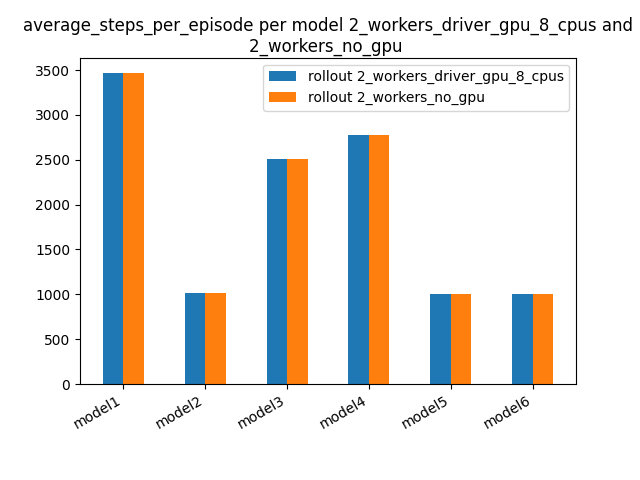 average_steps_per_episode per model 2_workers_driver_gpu_8_cpus and
2_workers_no_gpu
rollout 2_workers_driver_gpu_8_cpus
rollout 2_workers_no_gpu
3500
3000
2500
2000
1500
1000
500
0
model1
model2
model3
model4
model5
model6